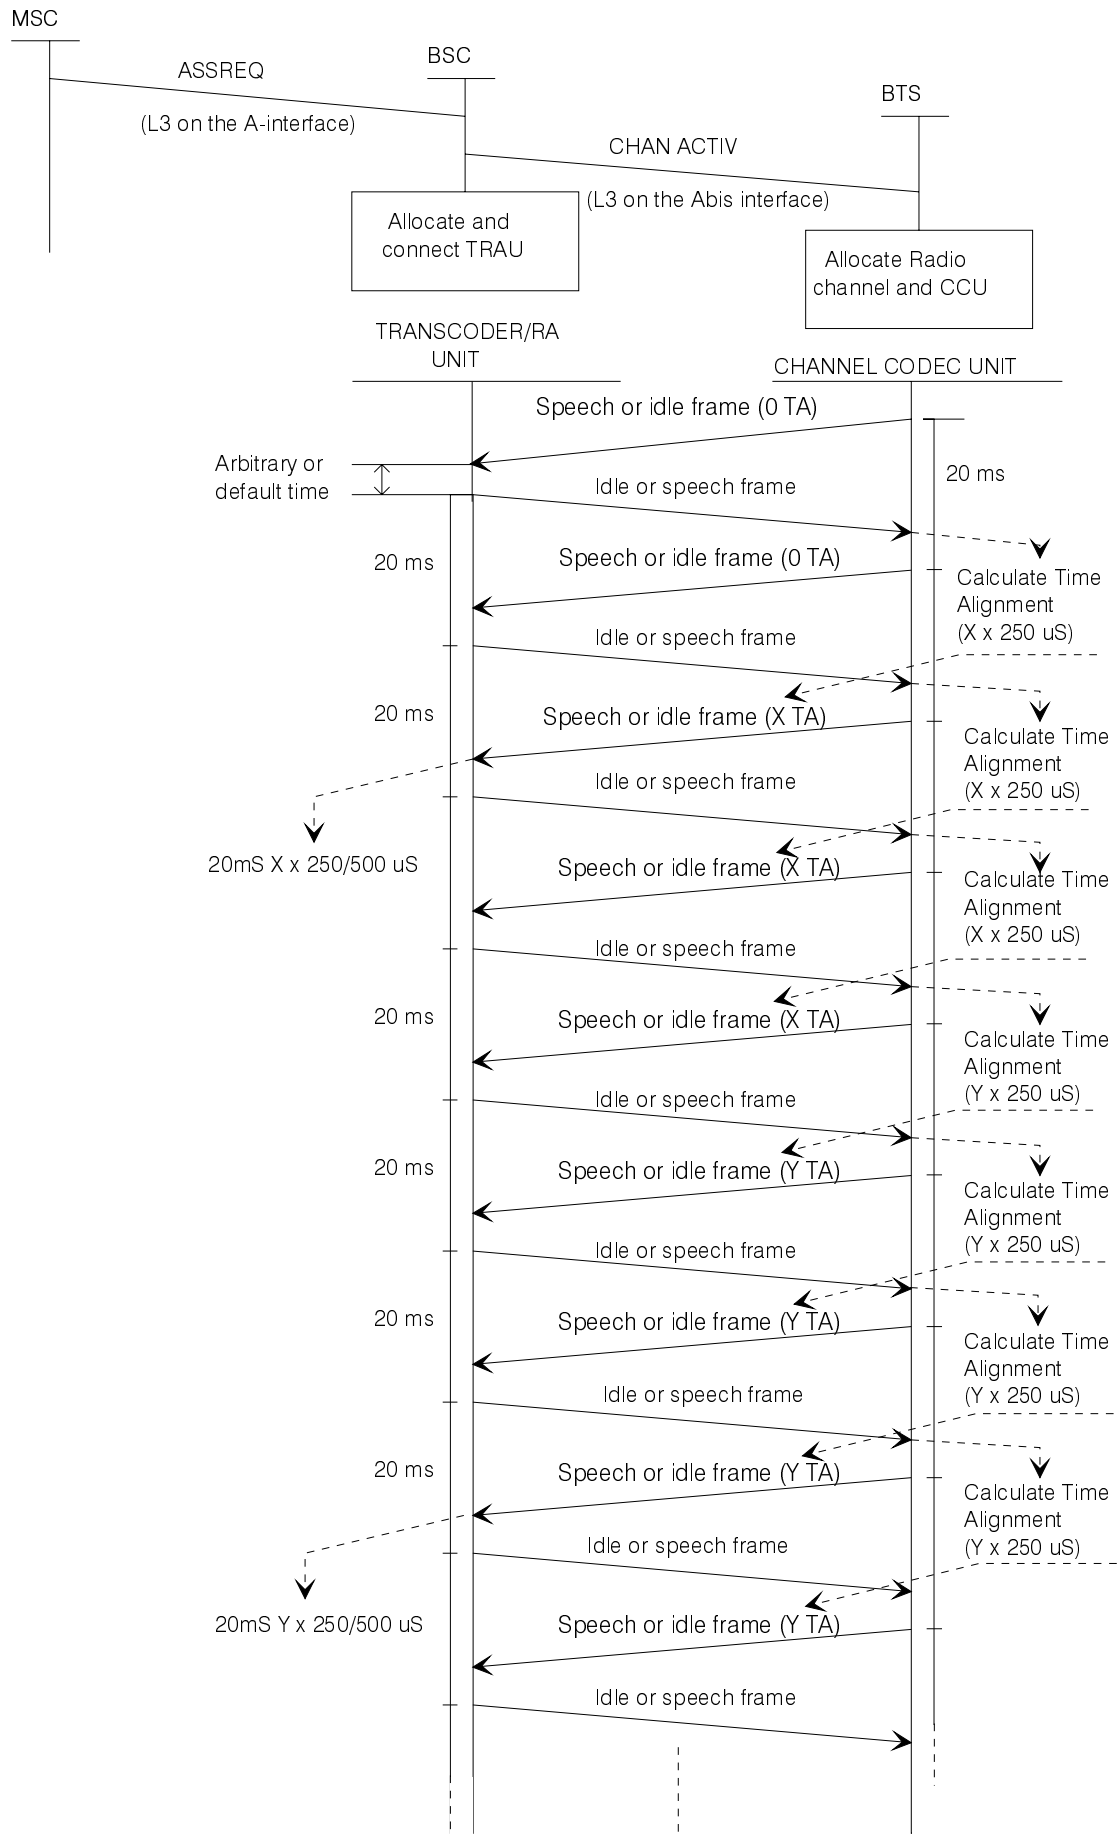 MSC
BSC
ASSREQ
BTS
(L3 on the A-interface)
CHAN ACTIV
(L3 on the Abis interface)
Allocate and
connect TRAU
Allocate Radio
channel and CCU
TRANSCODER/RA
UNIT
CHANNEL CODEC UNIT
Speech or idle frame (0 TA)
Arbitrary or
default time
20 ms
Idle or speech frame
20 ms
Speech or idle frame (0 TA)
Calculate Time
Alignment
(X x 250 uS)
Idle or speech frame
20 ms
Speech or idle frame (X TA)
Calculate Time
Alignment
(X x 250 uS)
Idle or speech frame
20mS X x 250/500 uS
Speech or idle frame (X TA)
Calculate Time
Alignment
(X x 250 uS)
Idle or speech frame
20 ms
Speech or idle frame (X TA)
Calculate Time
Alignment
(Y x 250 uS)
Idle or speech frame
20 ms
Speech or idle frame (Y TA)
Calculate Time
Alignment
(Y x 250 uS)
Idle or speech frame
20 ms
Speech or idle frame (Y TA)
Calculate Time
Alignment
(Y x 250 uS)
Idle or speech frame
20 ms
Speech or idle frame (Y TA)
Calculate Time
Alignment
(Y x 250 uS)
Idle or speech frame
20mS Y x 250/500 uS
Speech or idle frame (Y TA)
Idle or speech frame